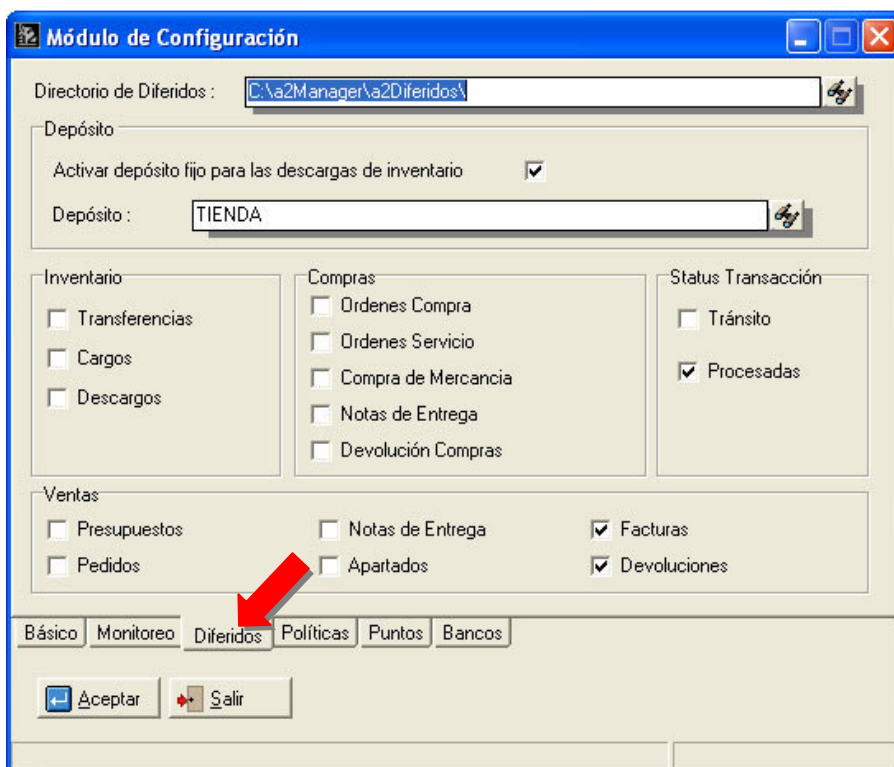 Módulo de Configuración
Directorio de Diferidos : C:\a2Manager\a2Diferidos\
Depósito
Activar depósito fijo para las descargas de inventario
Depósito : TIENDA
Inventario
Transferencias
Cargos
Descargos
Compras
Ordenes Compra
Ordenes Servicio
Compra de Mercancia
Notas de Entrega
Devolución Compras
Status Transacción
Tránsito
Procesadas
Ventas
Presupuestos Notas de Entrega Facturas
Pedidos Apartados Devoluciones
Básico Monitoreo Diferidos Políticas Puntos Bancos
Aceptar Salir